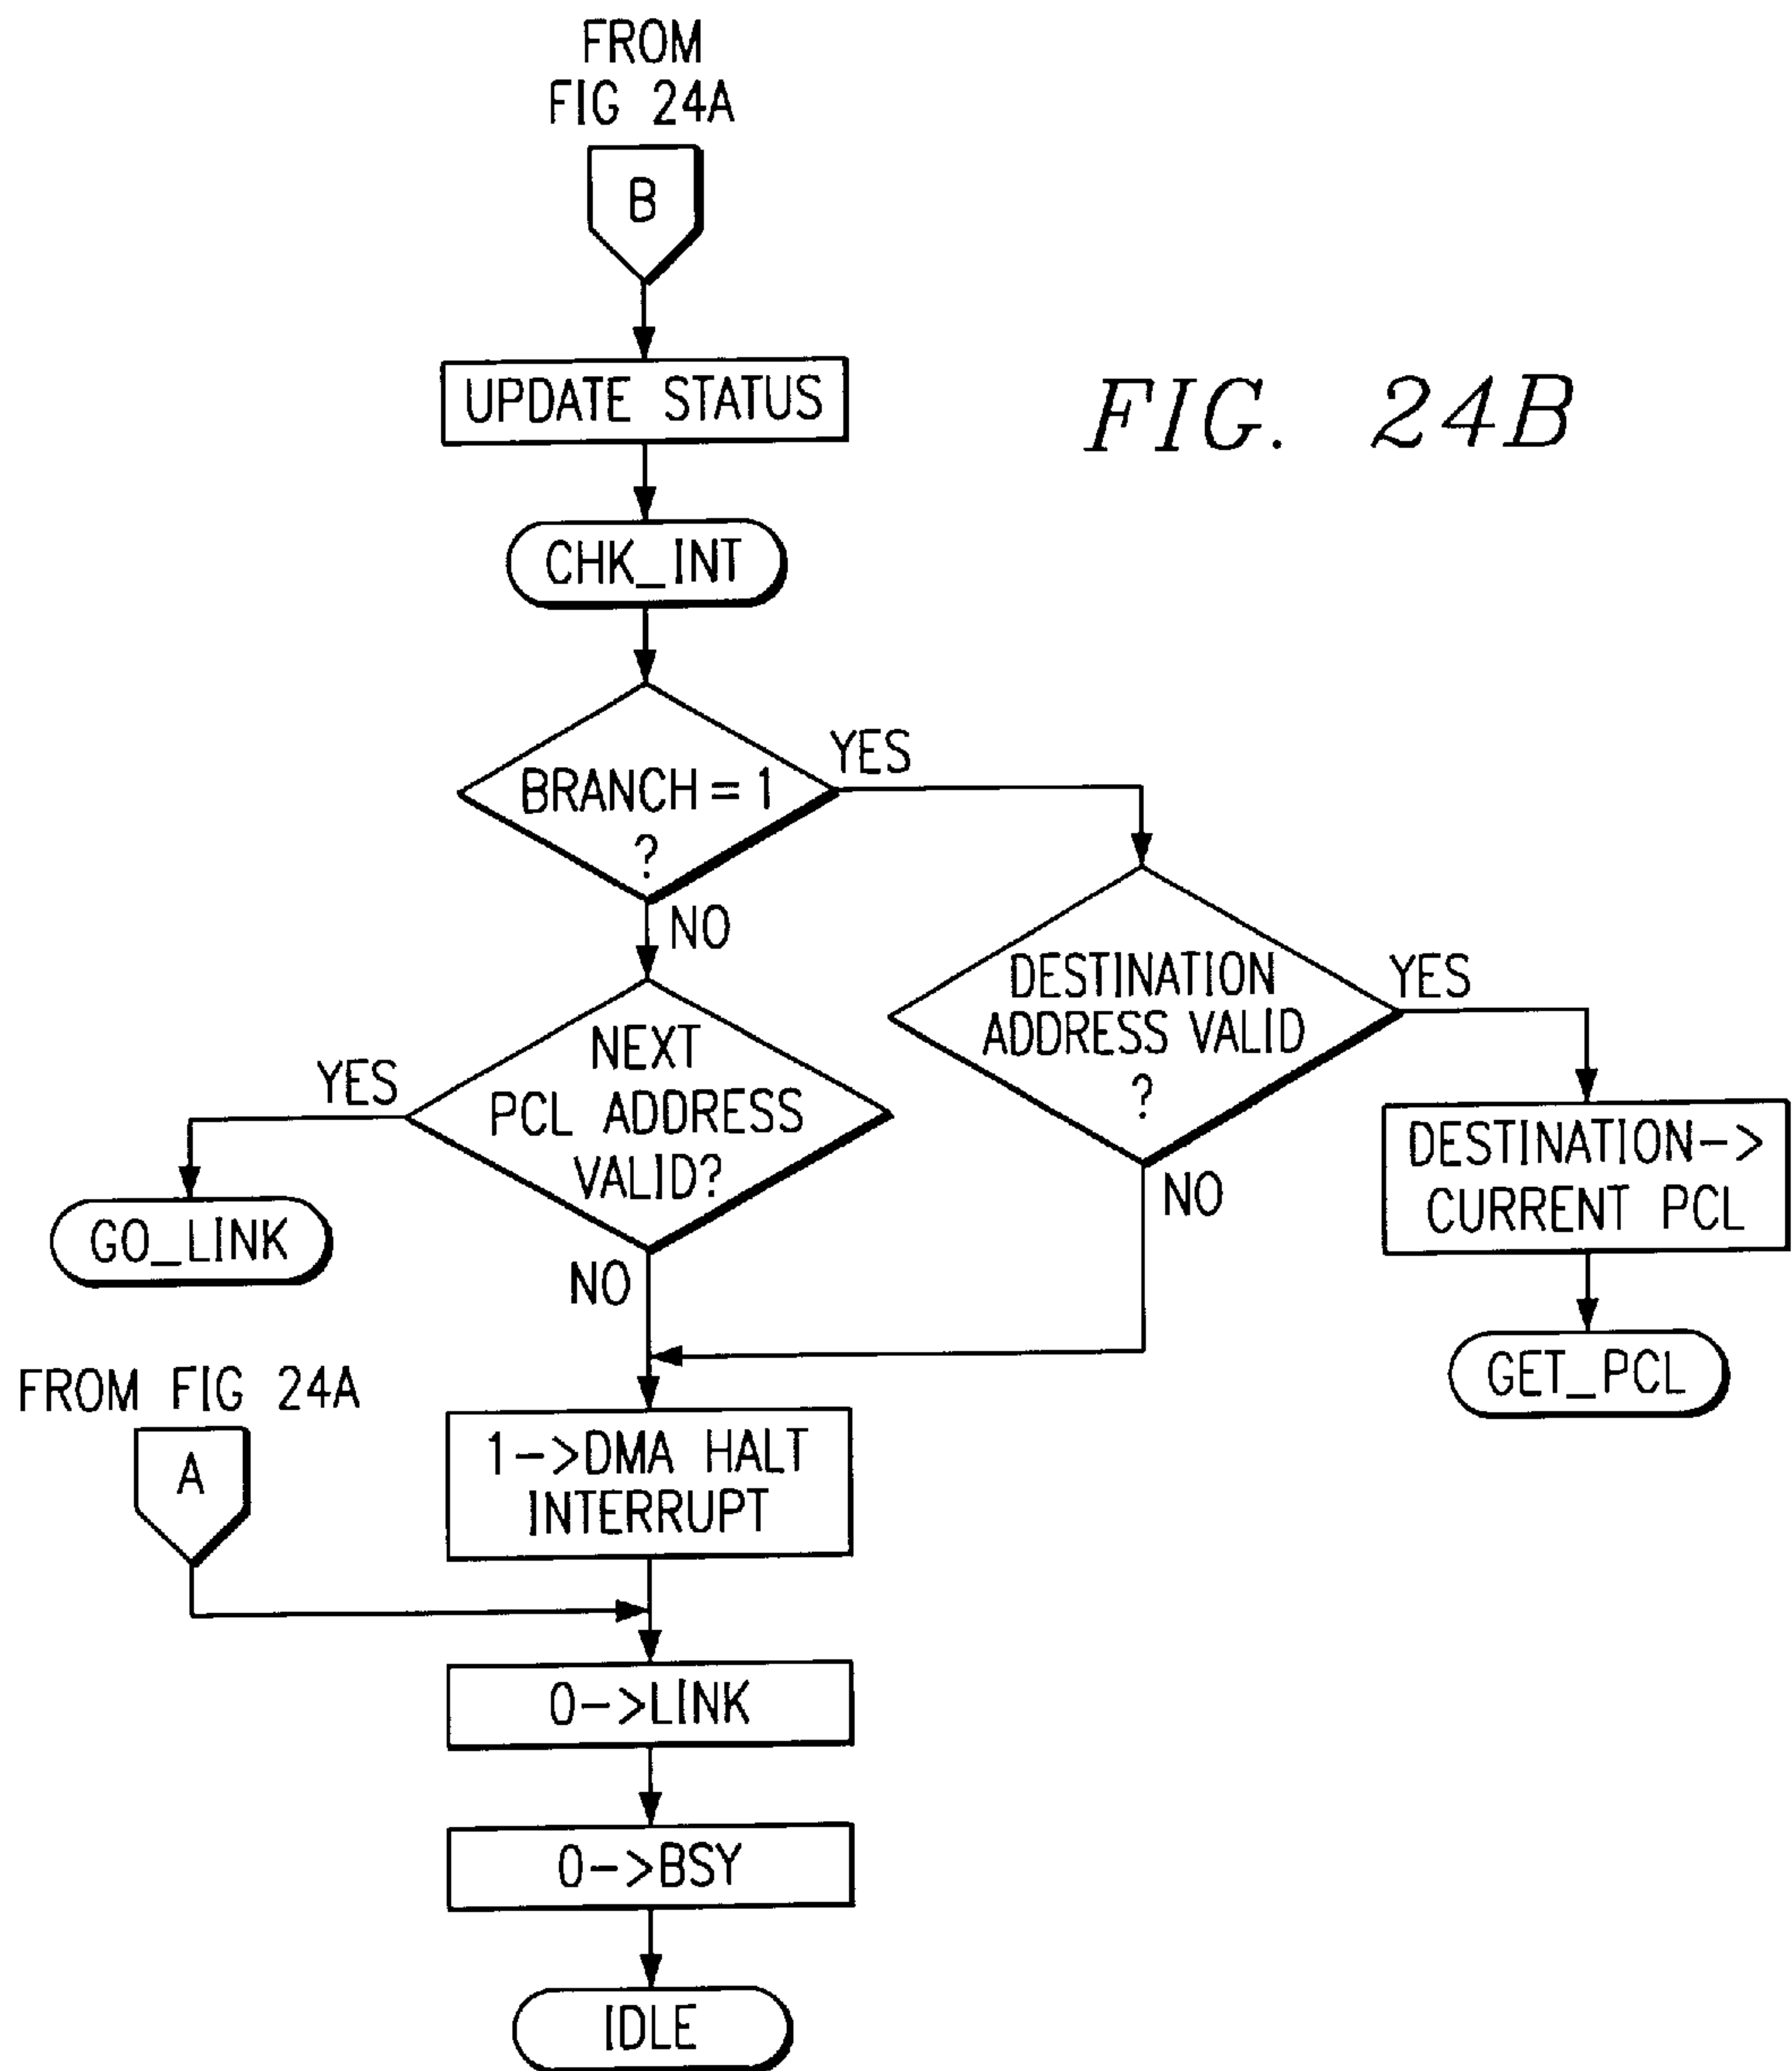 FROM
FIG 24A
B
UPDATE STATUS
FIG. 24B
CHK_INT
BRANCH = 1
?
YES
NO
DESTINATION
ADDRESS VALID
?
YES
NO
NEXT
PCL ADDRESS
VALID?
YES
NO
GO_LINK
DESTINATION->
CURRENT PCL
GET_PCL
FROM FIG 24A
A
1->DMA HALT
INTERRUPT
0->LINK
0->BSY
IDLE